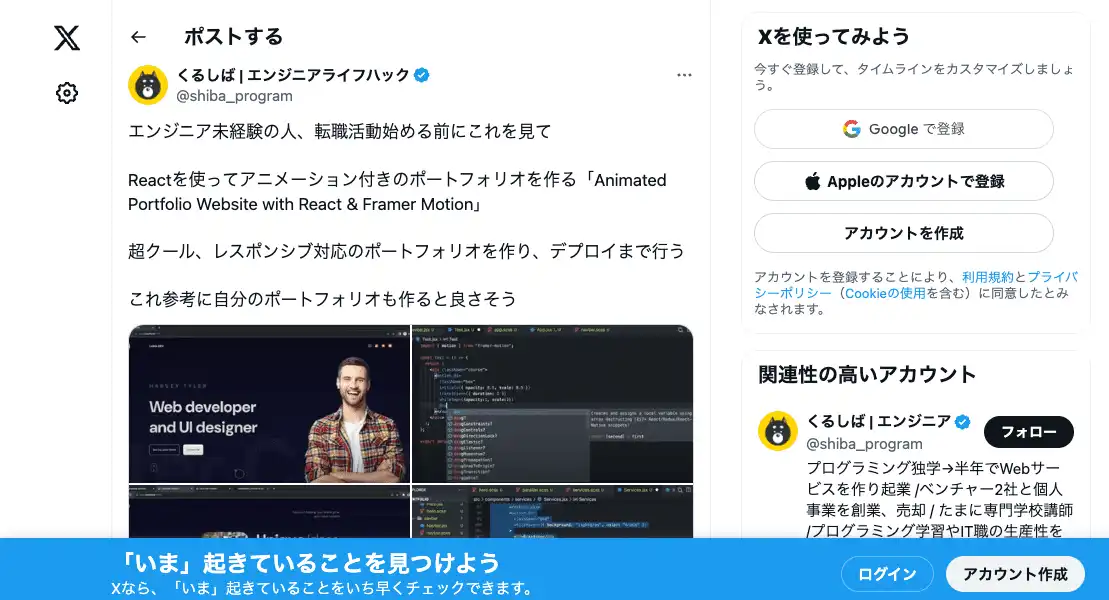 ポストする
くるしば | エンジニアライフハック
@shiba_program
エンジニア未経験の人、転職活動始める前にこれを見て
Reactを使ってアニメーション付きのポートフォリオを作る「Animated
Portfolio Website with React & Framer Motion」
超クール、レスポンシブ対応のポートフォリオを作り、デプロイまで行う
これ参考に自分のポートフォリオも作ると良さそう
HARVEY TYLER
Web developer
and UI designer
Xを使ってみよう
今すぐ登録して、タイムラインをカスタマイズしましょ
う。
Google で登録
Appleのアカウントで登録
アカウントを作成
アカウントを登録することにより、利用規約とプライバ
シーポリシー（Cookieの使用を含む）に同意したとみ
なされます。
関連性の高いアカウント
くるしば | エンジニア
@shiba_program
フォロー
プログラミング独学→半年でWebサー
ビスを作り起業 /ベンチャー2社と個人
事業を創業、売却 / たまに専門学校講師
/プログラミング学習やIT職の生産性を
「いま」起きていることを見つけよう
Xなら、「いま」起きていることをいち早くチェックできます。
ログイン
アカウント作成